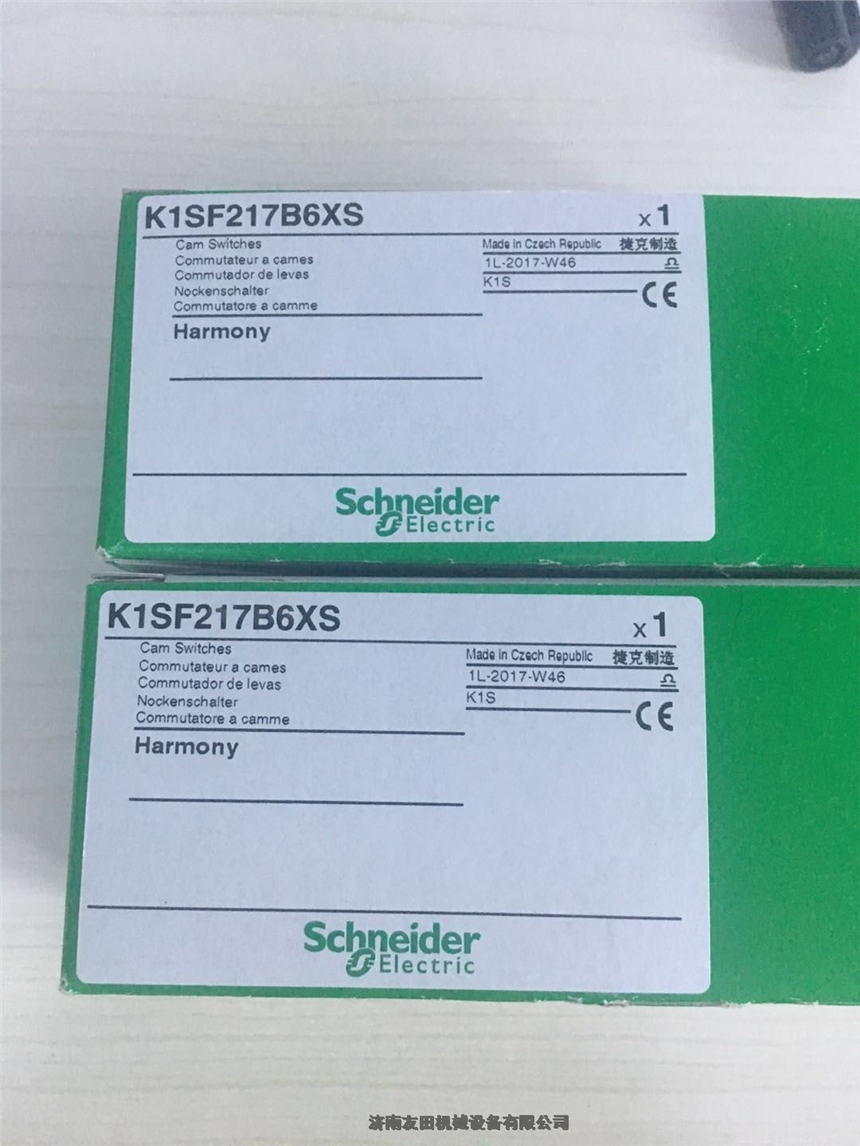 K1SF217B6XS x 1
Cam Switches
Commutateur a cames
Commutador de levas
Nockenschalter
Commutatore a camme
Harmony
Made in Czech Republic 捷克制造
1L-2017-W46
K1S
CE
Schneider
Electric
K1SF217B6XS x 1
Cam Switches
Commutateur a cames
Commutador de levas
Nockenschalter
Commutatore a camme
Harmony
Made in Czech Republic 捷克制造
1L-2017-W46
K1S
CE
Schneider
Electric
济南友田机械设备有限公司